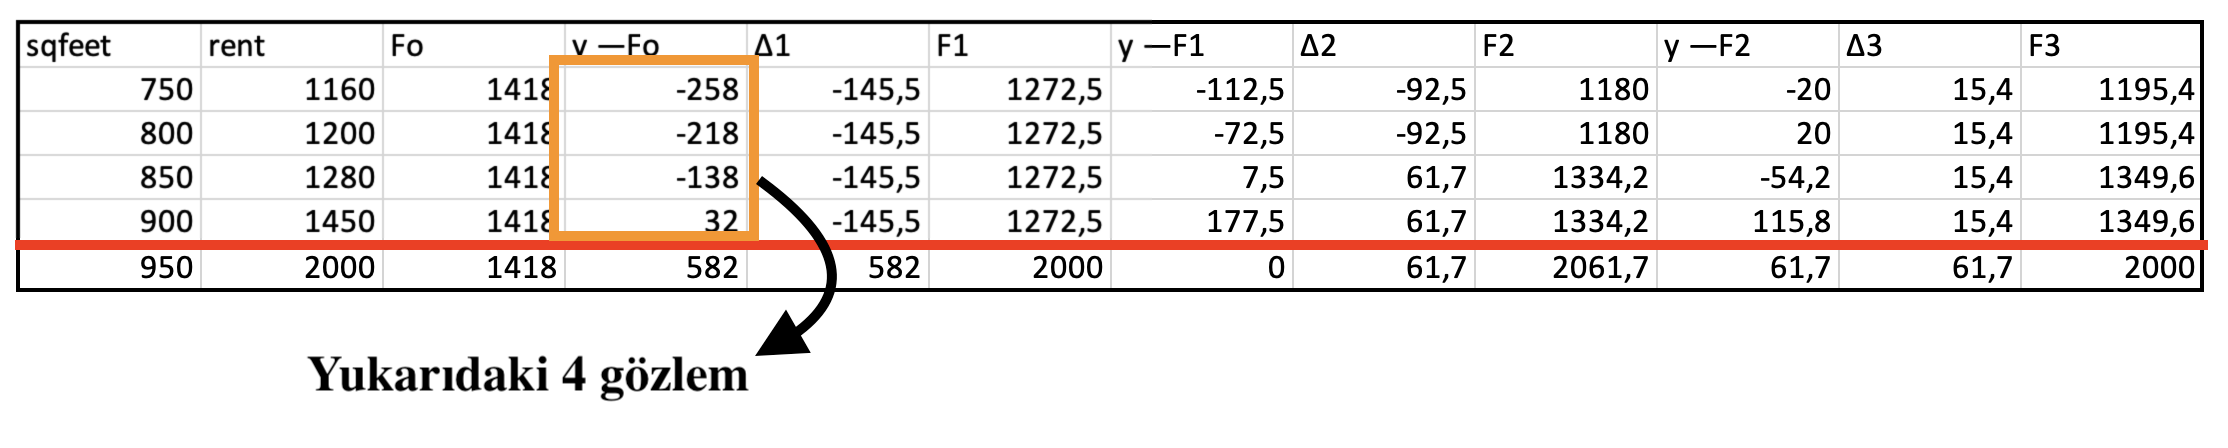 sqfeet rent Fo y —Fo Δ1 F1 y —F1 Δ2 F2 y —F2 Δ3 F3
750 1160 1418 -258 -145,5 1272,5 -112,5 -92,5 1180 -20 15,4 1195,4
800 1200 1418 -218 -145,5 1272,5 -72,5 -92,5 1180 20 15,4 1195,4
850 1280 1418 -138 -145,5 1272,5 7,5 61,7 1334,2 -54,2 15,4 1349,6
900 1450 1418 32 -145,5 1272,5 177,5 61,7 1334,2 115,8 15,4 1349,6
950 2000 1418 582 582 2000 0 61,7 2061,7 61,7 61,7 2000
Yukarıdaki 4 gözlem